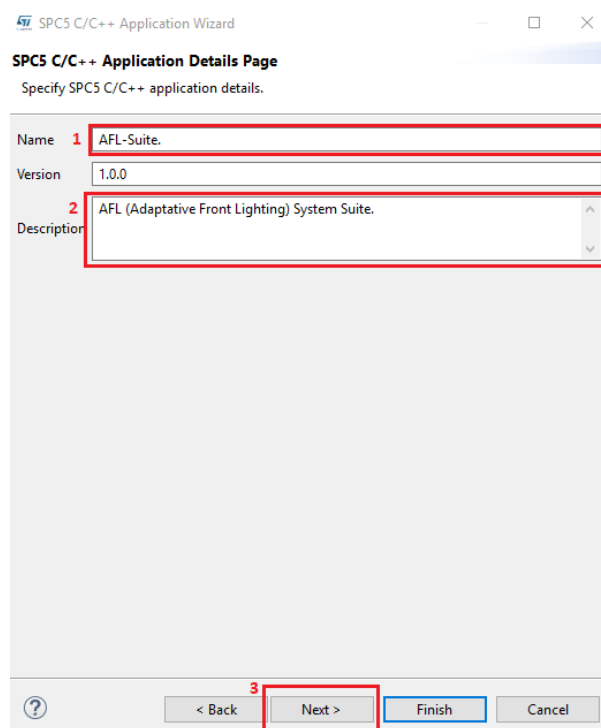 SPC5 C/C++ Application Wizard
SPC5 C/C++ Application Details Page
Specify SPC5 C/C++ application details.
Name 1 AFL-Suite.
Version 1.0.0
2 AFL (Adaptative Front Lighting) System Suite.
Description
3
? < Back Next > Finish Cancel